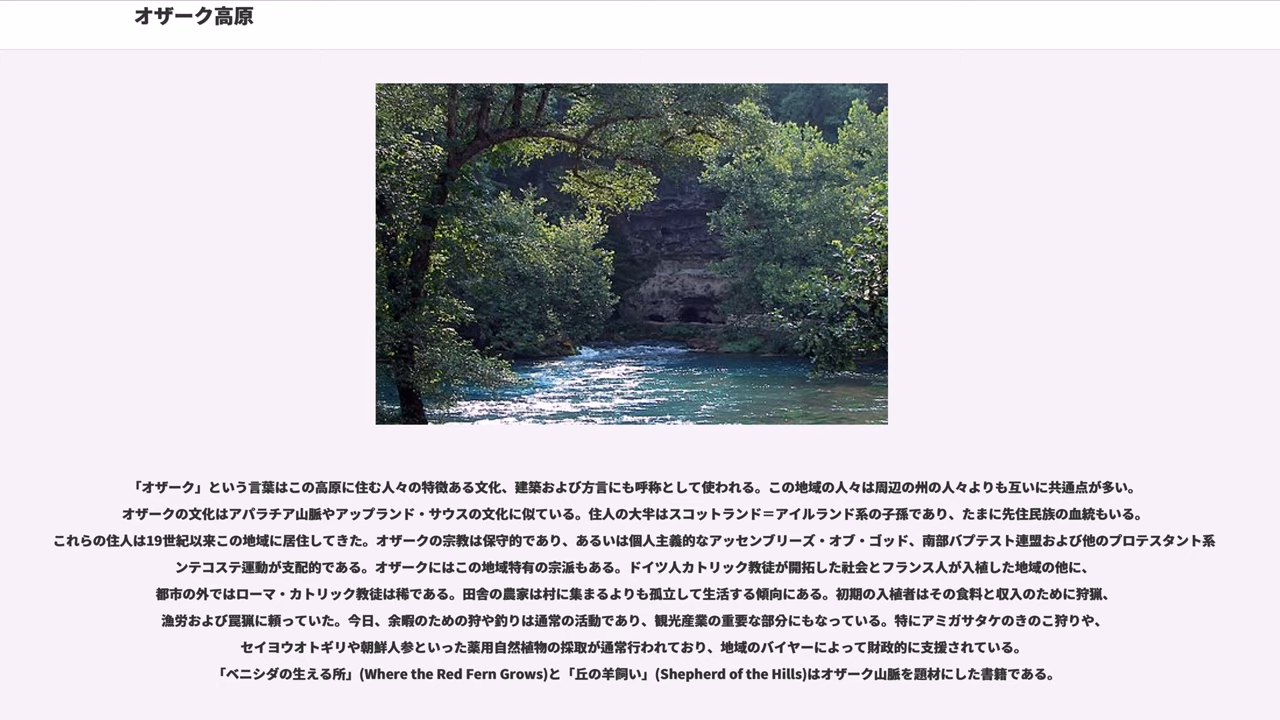 オザーク高原
「オザーク」という言葉はこの高原に住む人々の特徴ある文化、建築および方言にも呼称として使われる。この地域の人々は周辺の州の人々よりも互いに共通点が多い。
オザークの文化はアパラチア山脈やアップランド・サウスの文化に似ている。住人の大半はスコットランド＝アイルランド系の子孫であり、たまに先住民族の血統もいる。
これらの住人は19世紀以来この地域に居住してきた。オザークの宗教は保守的であり、あるいは個人主義的なアッセンブリーズ・オブ・ゴッド、南部バプテスト連盟および他のプロテスタント系
ンテコステ運動が支配的である。オザークにはこの地域特有の宗派もある。ドイツ人カトリック教徒が開拓した社会とフランス人が入植した地域の他に、
都市の外ではローマ・カトリック教徒は稀である。田舎の農家は村に集まるよりも孤立して生活する傾向にある。初期の入植者はその食料と収入のために狩猟、
漁労および罠猟に頼っていた。今日、余暇のための狩や釣りは通常の活動であり、観光産業の重要な部分にもなっている。特にアミガサタケのきのこ狩りや、
セイヨウオトギリや朝鮮人参といった薬用自然植物の採取が通常行われており、地域のバイヤーによって財政的に支援されている。
「ベニシダの生える所」(Where the Red Fern Grows)と「丘の羊飼い」(Shepherd of the Hills)はオザーク山脈を題材にした書籍である。